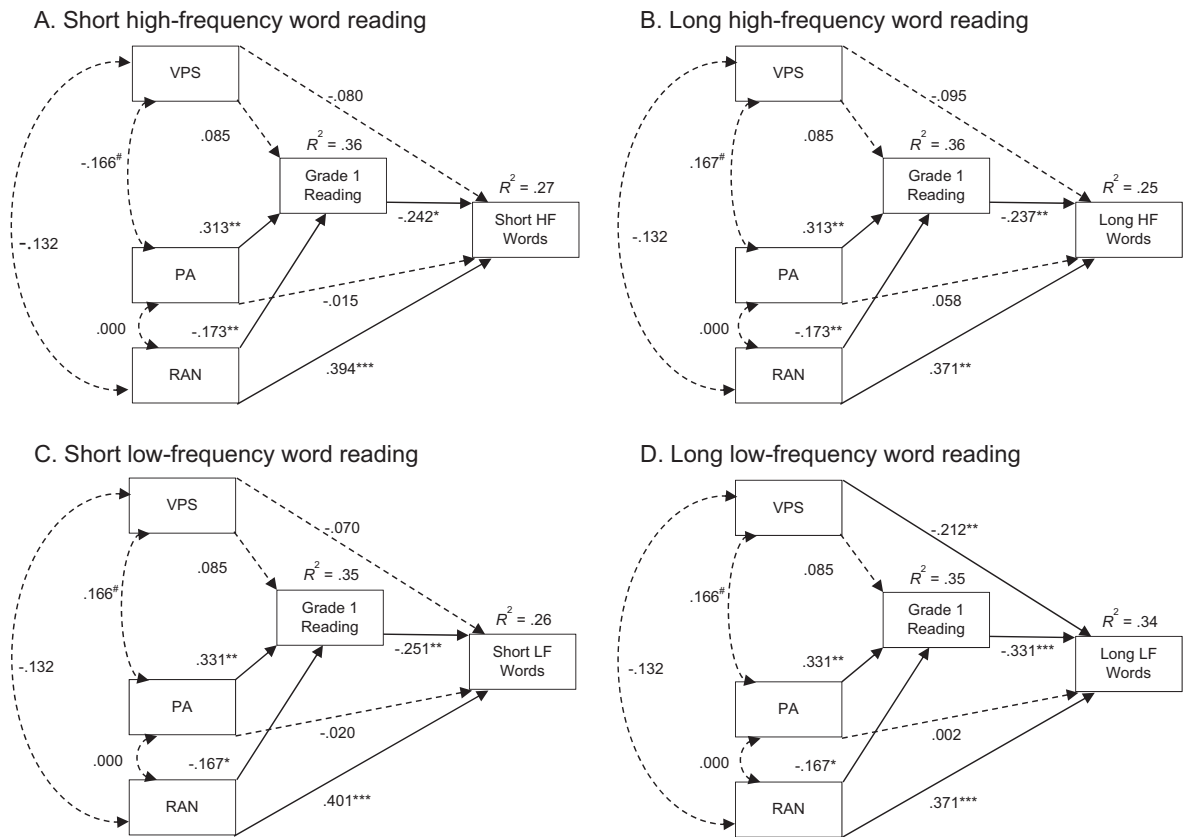 A. Short high-frequency word reading
VPS
-.080
.085
R² = .36
-.166#
Grade 1
Reading
R² = .27
-.242*
Short HF
Words
.313**
-.132
PA
-.015
.000
-.173**
RAN
.394***
B. Long high-frequency word reading
VPS
-.095
.085
R² = .36
.167#
Grade 1
Reading
R² = .25
-.237**
Long HF
Words
.313**
-.132
PA
.058
.000
-.173**
RAN
.371**
C. Short low-frequency word reading
VPS
-.070
.085
R² = .35
.166#
Grade 1
Reading
R² = .26
-.251**
Short LF
Words
.331**
-.132
PA
-.020
.000
-.167*
RAN
.401***
D. Long low-frequency word reading
VPS
-.212**
.085
R² = .35
.166#
Grade 1
Reading
R² = .34
-.331***
Long LF
Words
.331**
-.132
PA
.002
.000
-.167*
RAN
.371***